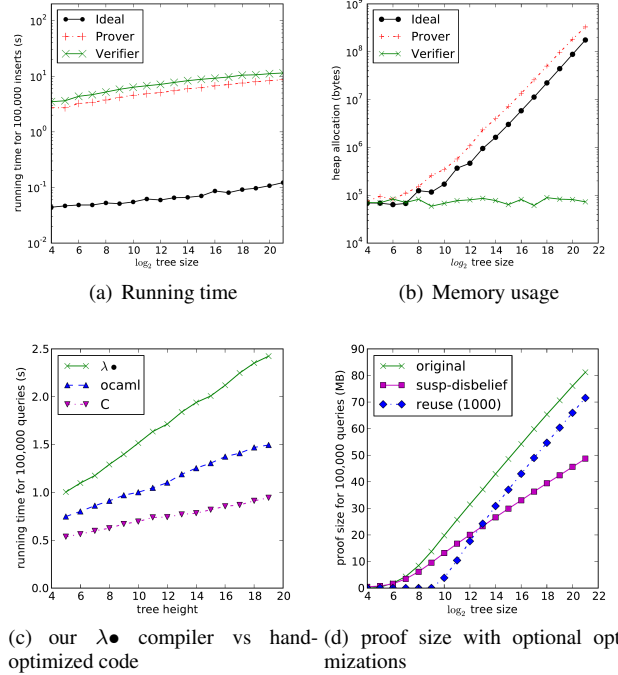 Ideal
Prover
Verifier
running time for 100,000 inserts (s)
10^2
10^1
10^0
10^-1
10^-2
4 6 8 10 12 14 16 18 20
log2 tree size
(a) Running time
Ideal
Prover
Verifier
heap allocation (bytes)
10^9
10^8
10^7
10^6
10^5
10^4
4 6 8 10 12 14 16 18 20 22
log2 tree size
(b) Memory usage
λ●
ocaml
C
running time for 100,000 queries (s)
2.5
2.0
1.5
1.0
0.5
0.0
4 6 8 10 12 14 16 18 20
tree height
(c) our λ● compiler vs hand-
optimized code
original
susp-disbelief
reuse (1000)
proof size for 100,000 queries (MB)
90
80
70
60
50
40
30
20
10
0
4 6 8 10 12 14 16 18 20 22
log2 tree size
(d) proof size with optional opt
mizations